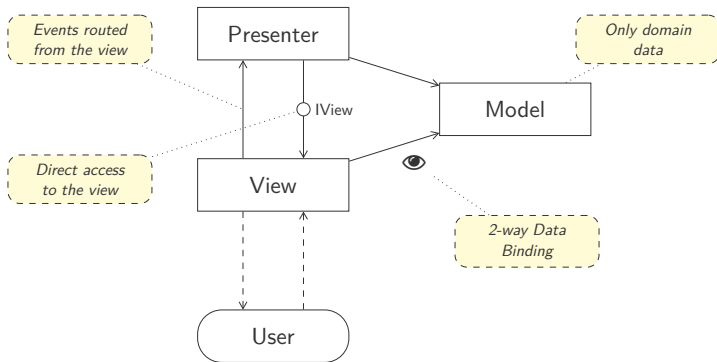 Events routed
from the view
Presenter
Only domain
data
IView
Model
Direct access
to the view
View
2-way Data
Binding
User